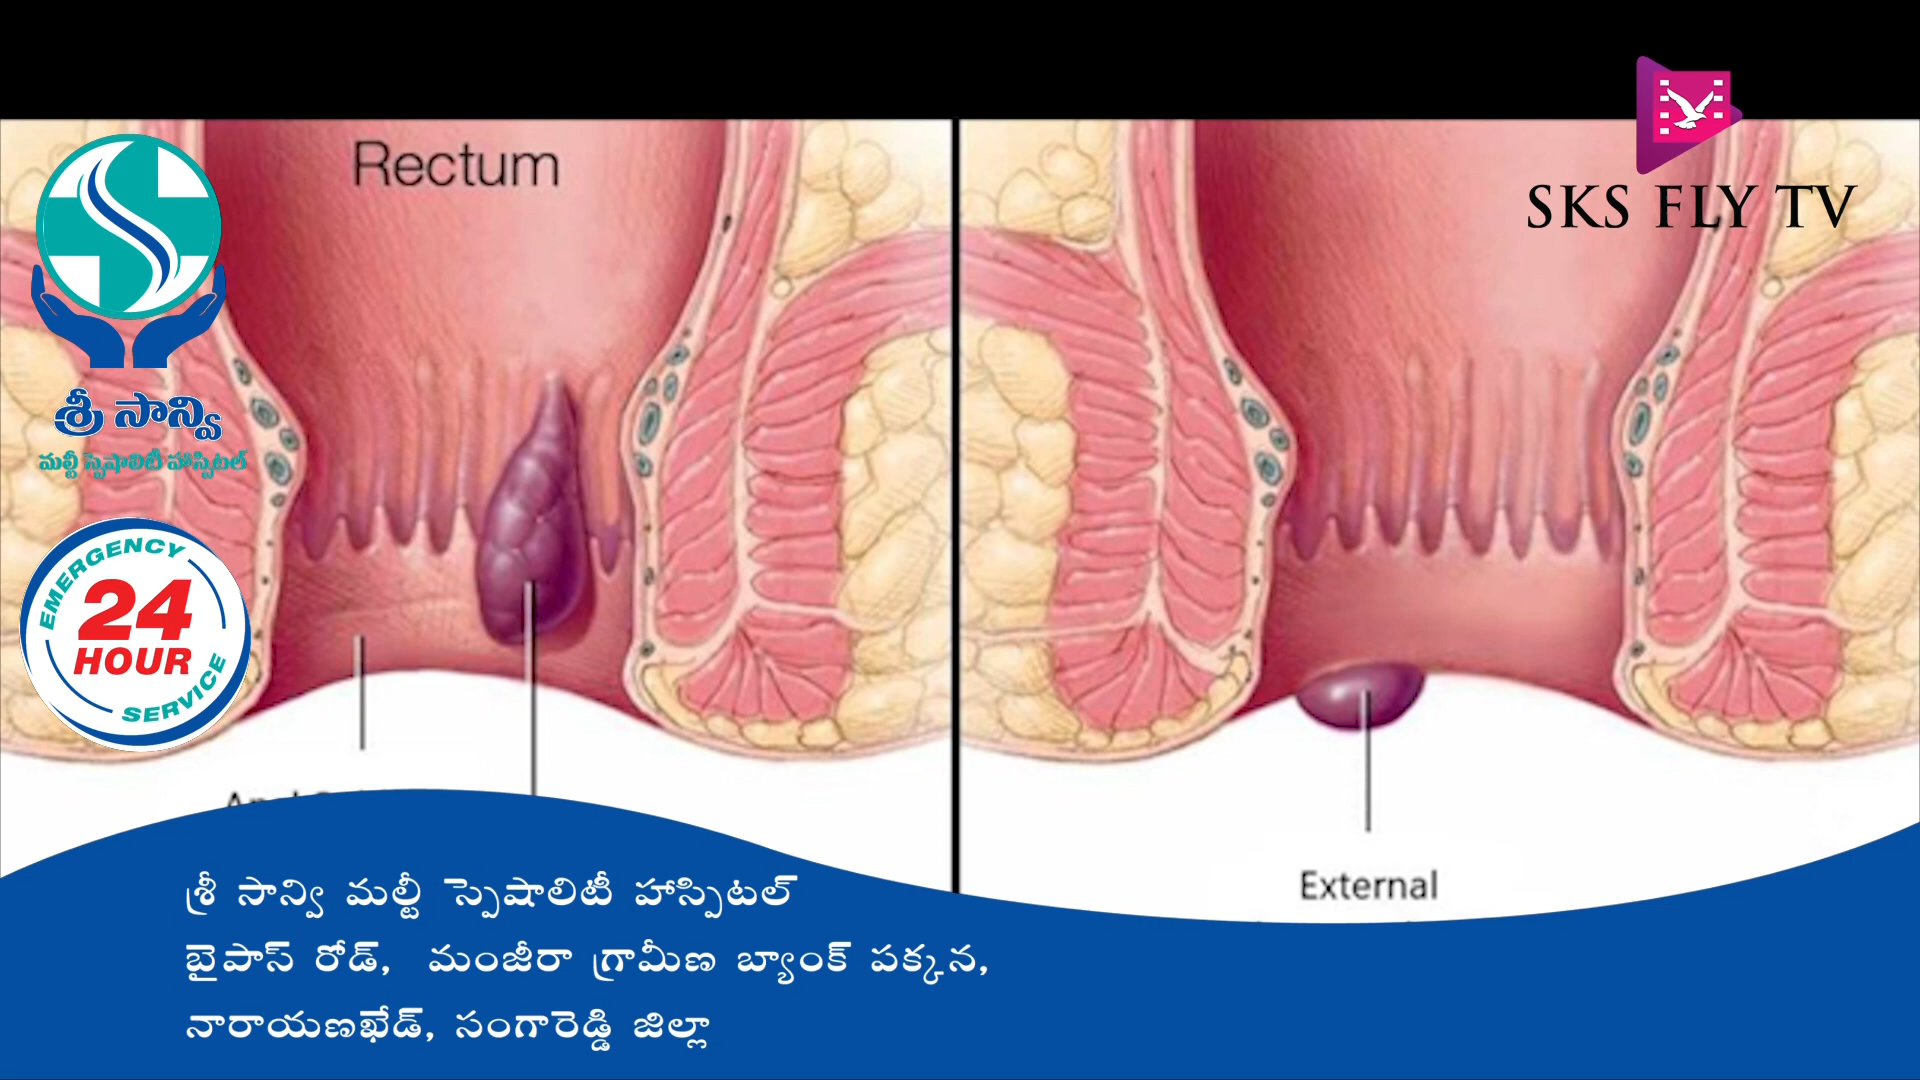 Rectum
SKS FLY TV
శ్రీ సాన్వి
మల్టీ స్పెషాలిటీ హాస్పిటల్
EMERGENCY
24
HOUR
SERVICE
External
శ్రీ సాన్వి మల్టీ స్పెషాలిటీ హాస్పిటల్
బైపాస్ రోడ్, మంజీరా గ్రామీణ బ్యాంక్ పక్కన,
నారాయణఖేడ్, సంగారెడ్డి జిల్లా